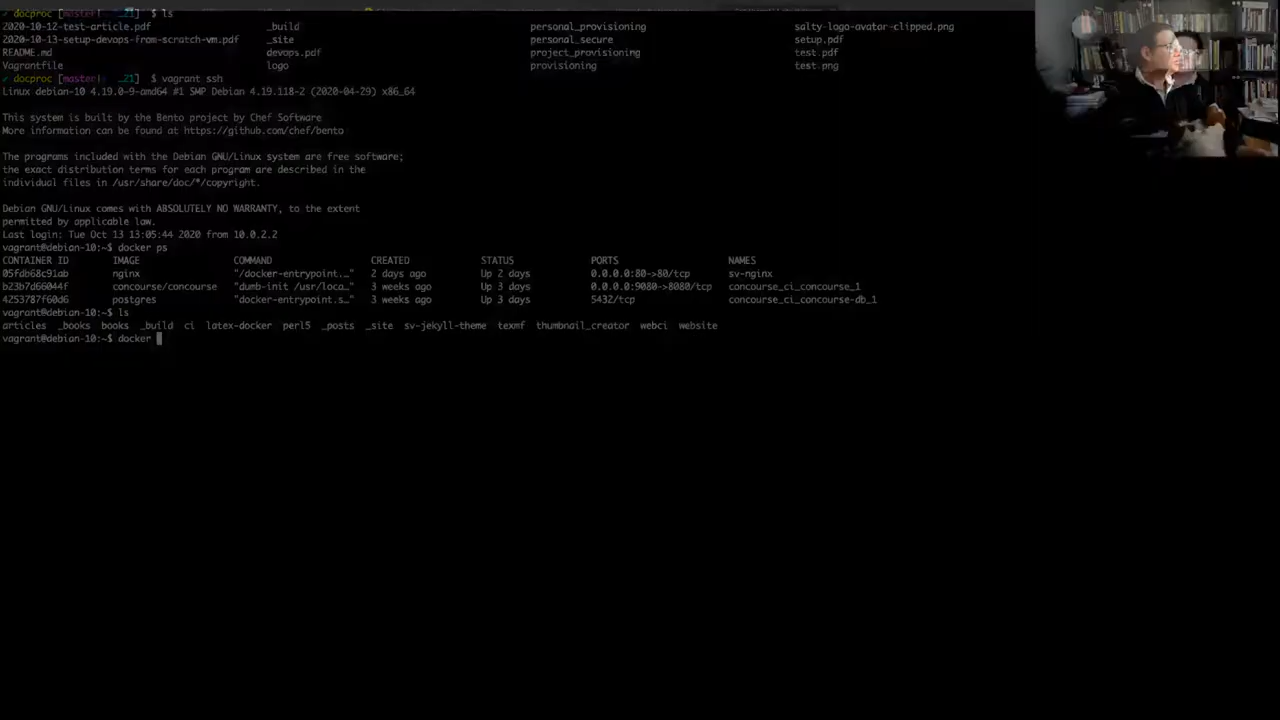 ✓ docproc [master| _21] $ ls
2020-10-12-test-article.pdf _build personal_provisioning salty-logo-avatar-clipped.png
2020-10-13-setup-devops-from-scratch-vm.pdf _site personal_secure setup.pdf
README.md devops.pdf project_provisioning test.pdf
Vagrantfile logo provisioning test.png
✓ docproc [master| _21] $ vagrant ssh
Linux debian-10 4.19.0-9-amd64 #1 SMP Debian 4.19.118-2 (2020-04-29) x86_64
This system is built by the Bento project by Chef Software
More information can be found at https://github.com/chef/bento
The programs included with the Debian GNU/Linux system are free software;
the exact distribution terms for each program are described in the
individual files in /usr/share/doc/*/copyright.
Debian GNU/Linux comes with ABSOLUTELY NO WARRANTY, to the extent
permitted by applicable law.
Last login: Tue Oct 13 13:05:44 2020 from 10.0.2.2
vagrant@debian-10:~$ docker ps
CONTAINER ID IMAGE COMMAND CREATED STATUS PORTS NAMES
05fdb68c91ab nginx "/docker-entrypoint.…" 2 days ago Up 2 days 0.0.0.0:80->80/tcp sv-nginx
b23b7d66044f concourse/concourse "dumb-init /usr/loca…" 3 weeks ago Up 3 days 0.0.0.0:9080->8080/tcp concourse_ci_concourse_1
4253787f60d6 postgres "docker-entrypoint.s…" 3 weeks ago Up 3 days 5432/tcp concourse_ci_concourse-db_1
vagrant@debian-10:~$ ls
articles _books books _build ci latex-docker perl5 _posts _site sv-jekyll-theme texmf thumbnail_creator webci website
vagrant@debian-10:~$ docker